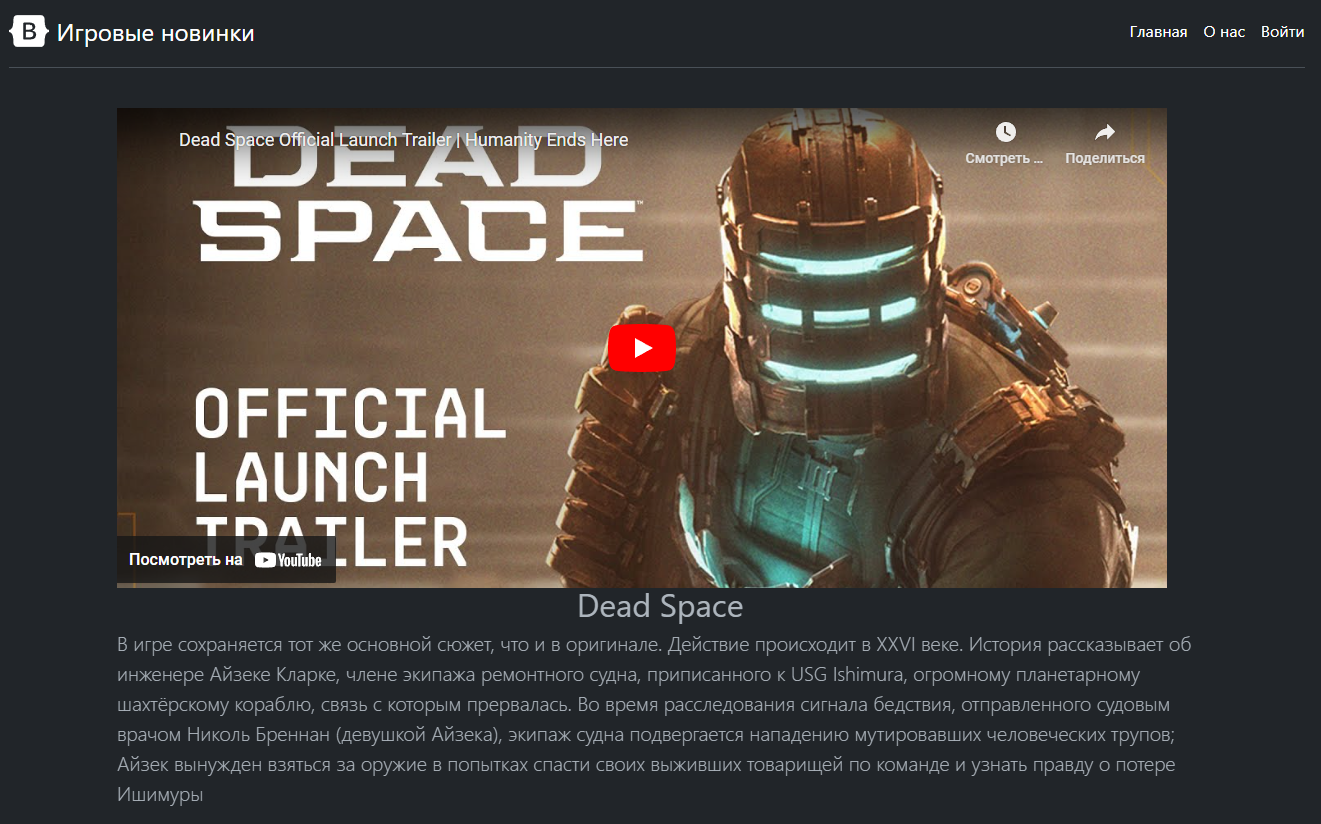 B Игровые новинки
Главная О нас Войти
Dead Space Official Launch Trailer | Humanity Ends Here
Смотреть ... Поделиться
DEAD
SPACE™
OFFICIAL
LAUNCH
TRAILER
Посмотреть на YouTube
Dead Space
В игре сохраняется тот же основной сюжет, что и в оригинале. Действие происходит в XXVI веке. История рассказывает об
инженере Айзеке Кларке, члене экипажа ремонтного судна, приписанного к USG Ishimura, огромному планетарному
шахтёрскому кораблю, связь с которым прервалась. Во время расследования сигнала бедствия, отправленного судовым
врачом Николь Бреннан (девушкой Айзека), экипаж судна подвергается нападению мутировавших человеческих трупов;
Айзек вынужден взяться за оружие в попытках спасти своих выживших товарищей по команде и узнать правду о потере
Ишимуры